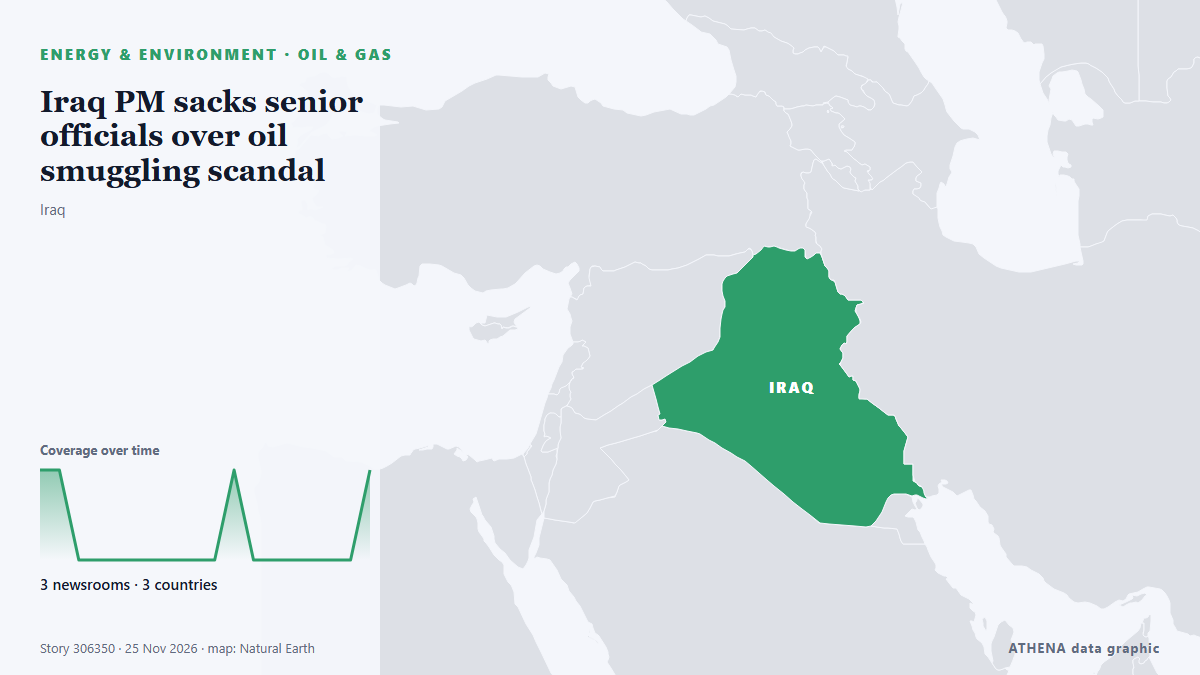 ENERGY & ENVIRONMENT · OIL & GAS
Iraq PM sacks senior
officials over oil
smuggling scandal
Iraq
IRAQ
Coverage over time
3 newsrooms · 3 countries
Story 306350 · 25 Nov 2026 · map: Natural Earth
ATHENA data graphic